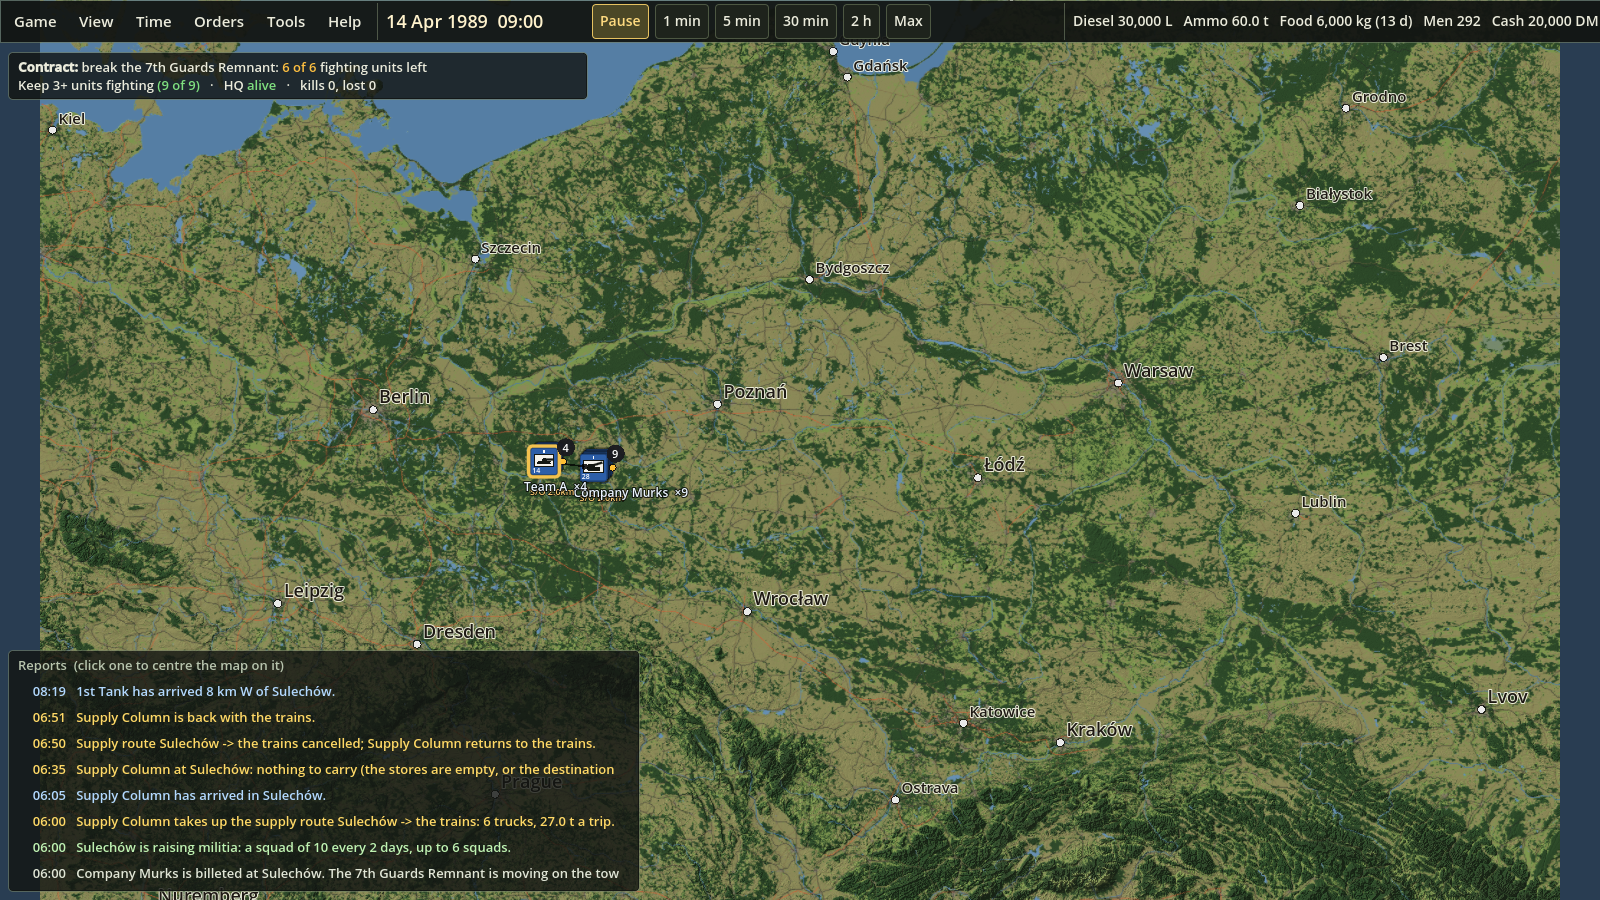 Game View Time Orders Tools Help 14 Apr 1989 09:00 Pause 1 min 5 min 30 min 2 h Max Diesel 30,000 L Ammo 60.0 t Food 6,000 kg (13 d) Men 292 Cash 20,000 DM
Contract: break the 7th Guards Remnant: 6 of 6 fighting units left
Keep 3+ units fighting (9 of 9) · HQ alive · kills 0, lost 0
Gdynia
Gdańsk
Grodno
Kiel
Białystok
Szczecin
Bydgoszcz
Brest
Warsaw
Berlin
Poznań
4
9
14
28
Team A ×4
Company Murks ×9
Łódź
Lublin
Leipzig
Wrocław
Dresden
Lvov
Katowice
Kraków
Ostrava
Prague
Nuremberg
Reports (click one to centre the map on it)
08:19 1st Tank has arrived 8 km W of Sulechów.
06:51 Supply Column is back with the trains.
06:50 Supply route Sulechów -> the trains cancelled; Supply Column returns to the trains.
06:35 Supply Column at Sulechów: nothing to carry (the stores are empty, or the destination
06:05 Supply Column has arrived in Sulechów.
06:00 Supply Column takes up the supply route Sulechów -> the trains: 6 trucks, 27.0 t a trip.
06:00 Sulechów is raising militia: a squad of 10 every 2 days, up to 6 squads.
06:00 Company Murks is billeted at Sulechów. The 7th Guards Remnant is moving on the tow